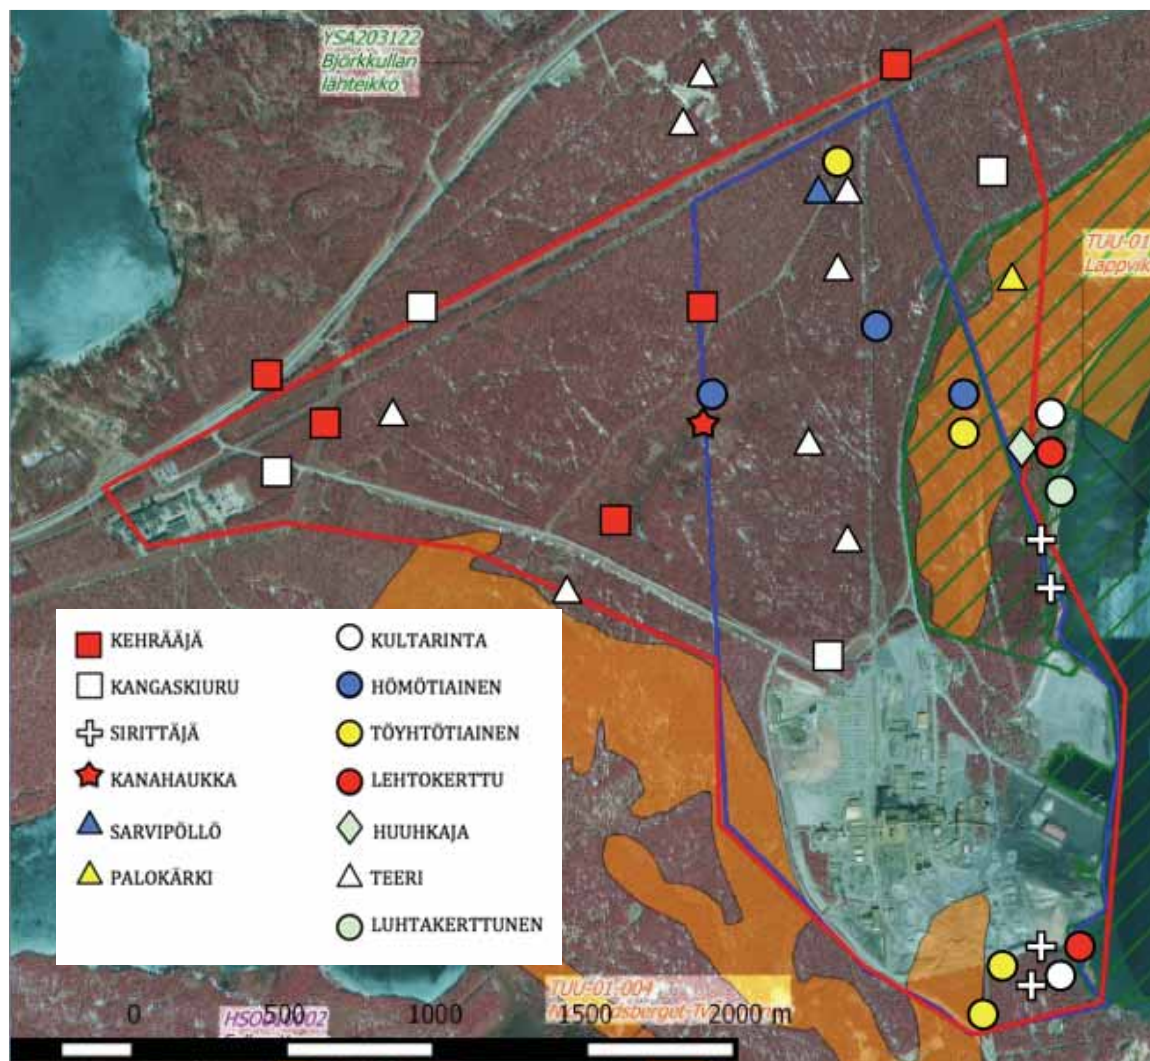 YSA203122
Björkkullan
lähteikkö
TUU-01
Lappvik
KEHRÄÄJÄ
KANGASKIURU
SIRITTÄJÄ
KANAHAUKKA
SARVIPÖLLÖ
PALOKÄRKI
KULTARINTA
HÖMÖTIAINEN
TÖYHTÖTIAINEN
LEHTOKERTTU
HUUHKAJA
TEERI
LUHTAKERTTUNEN
TUU-01-004
0 500 1000 1500 2000 m